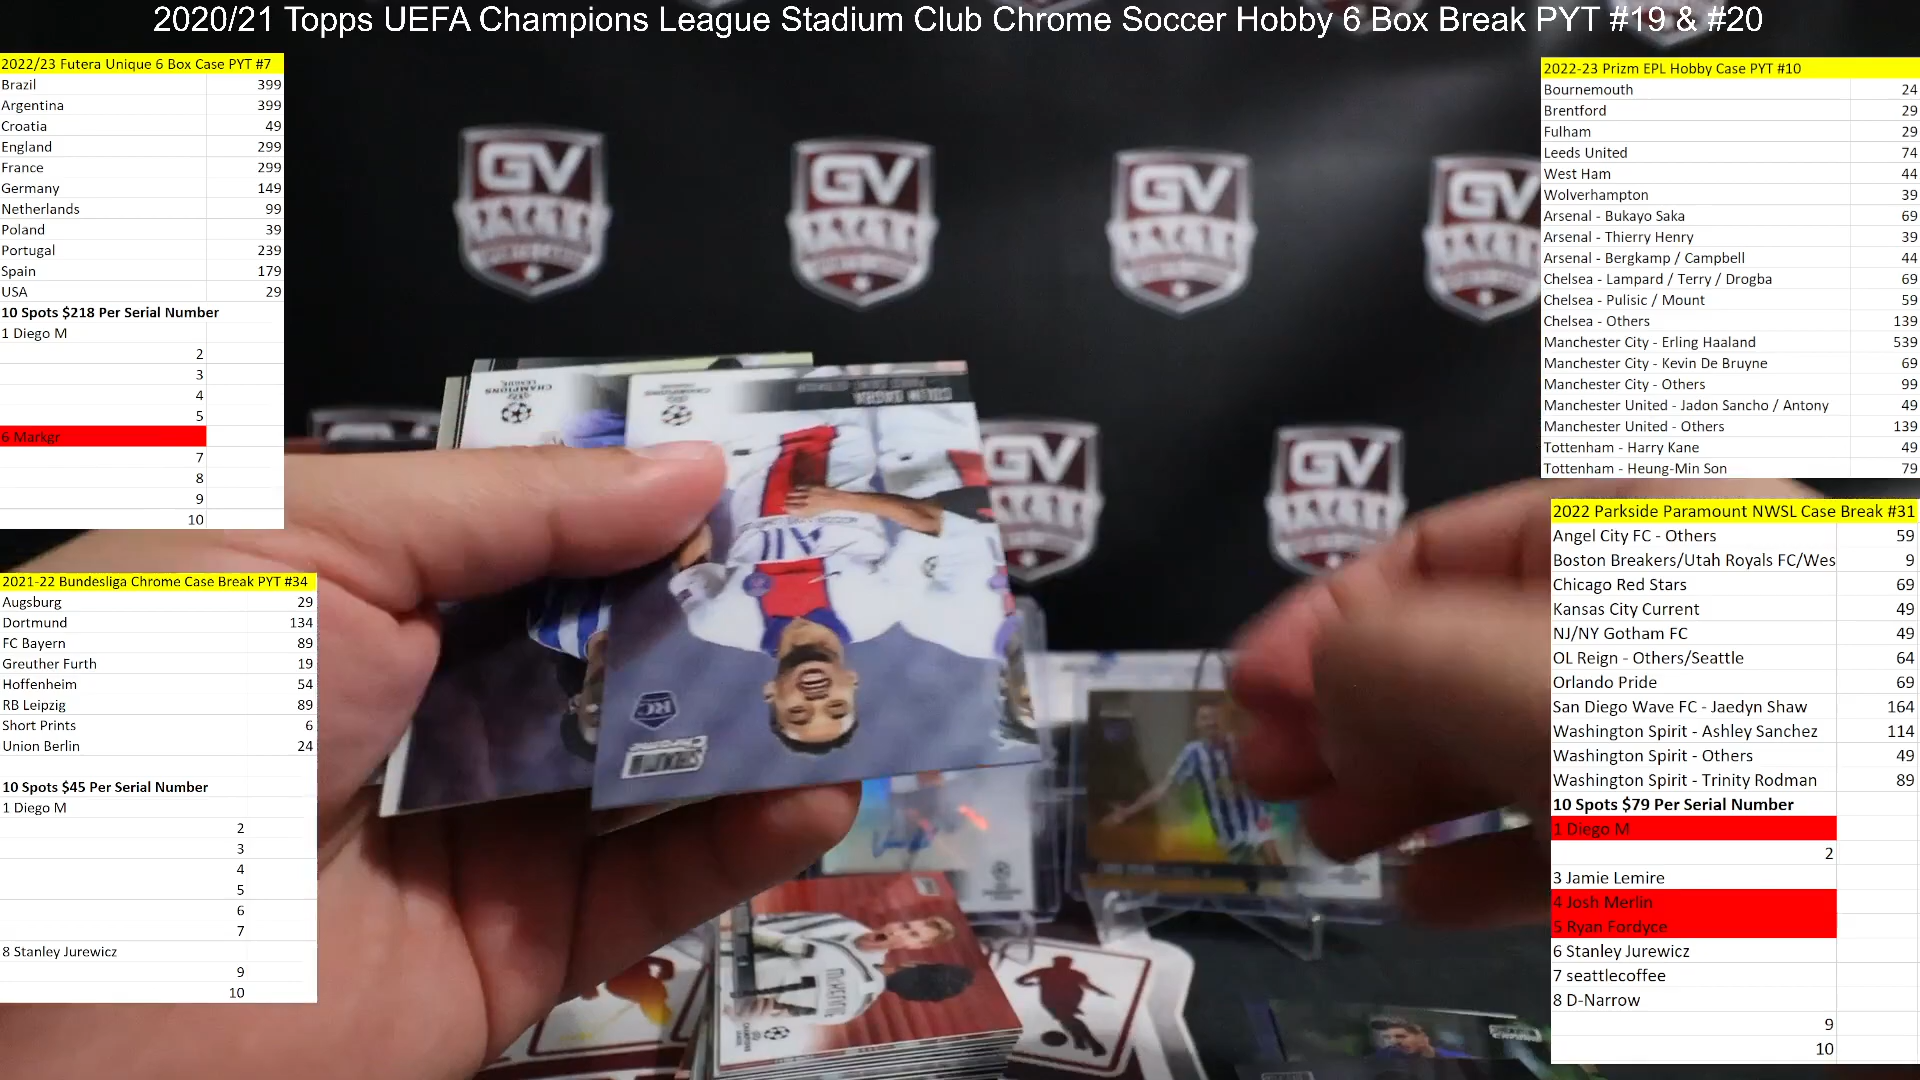 2020/21 Topps UEFA Champions League Stadium Club Chrome Soccer Hobby 6 Box Break PYT #19 & #20
2022/23 Futera Unique 6 Box Case PYT #7
Brazil 399
Argentina 399
Croatia 49
England 299
France 299
Germany 149
Netherlands 99
Poland 39
Portugal 239
Spain 179
USA 29
10 Spots $218 Per Serial Number
1 Diego M
2
3
4
5
6 Markgr
7
8
9
10
2021-22 Bundesliga Chrome Case Break PYT #34
Augsburg 29
Dortmund 134
FC Bayern 89
Greuther Furth 19
Hoffenheim 54
RB Leipzig 89
Short Prints 6
Union Berlin 24
10 Spots $45 Per Serial Number
1 Diego M
2
3
4
5
6
7
8 Stanley Jurewicz
9
10
2022-23 Prizm EPL Hobby Case PYT #10
Bournemouth 24
Brentford 29
Fulham 29
Leeds United 74
West Ham 44
Wolverhampton 39
Arsenal - Bukayo Saka 69
Arsenal - Thierry Henry 39
Arsenal - Bergkamp / Campbell 44
Chelsea - Lampard / Terry / Drogba 69
Chelsea - Pulisic / Mount 59
Chelsea - Others 139
Manchester City - Erling Haaland 539
Manchester City - Kevin De Bruyne 69
Manchester City - Others 99
Manchester United - Jadon Sancho / Antony 49
Manchester United - Others 139
Tottenham - Harry Kane 49
Tottenham - Heung-Min Son 79
2022 Parkside Paramount NWSL Case Break #31
Angel City FC - Others 59
Boston Breakers/Utah Royals FC/Wes 9
Chicago Red Stars 69
Kansas City Current 49
NJ/NY Gotham FC 49
OL Reign - Others/Seattle 64
Orlando Pride 69
San Diego Wave FC - Jaedyn Shaw 164
Washington Spirit - Ashley Sanchez 114
Washington Spirit - Others 49
Washington Spirit - Trinity Rodman 89
10 Spots $79 Per Serial Number
1 Diego M
2
3 Jamie Lemire
4 Josh Merlin
5 Ryan Fordyce
6 Stanley Jurewicz
7 seattlecoffee
8 D-Narrow
9
10
GV
GV
GV
GV
GV
GV
CHAMPIONS
LEAGUE
RC
STADIUM
CHROME
McKENNIE
CHAMPIONS
LEAGUE